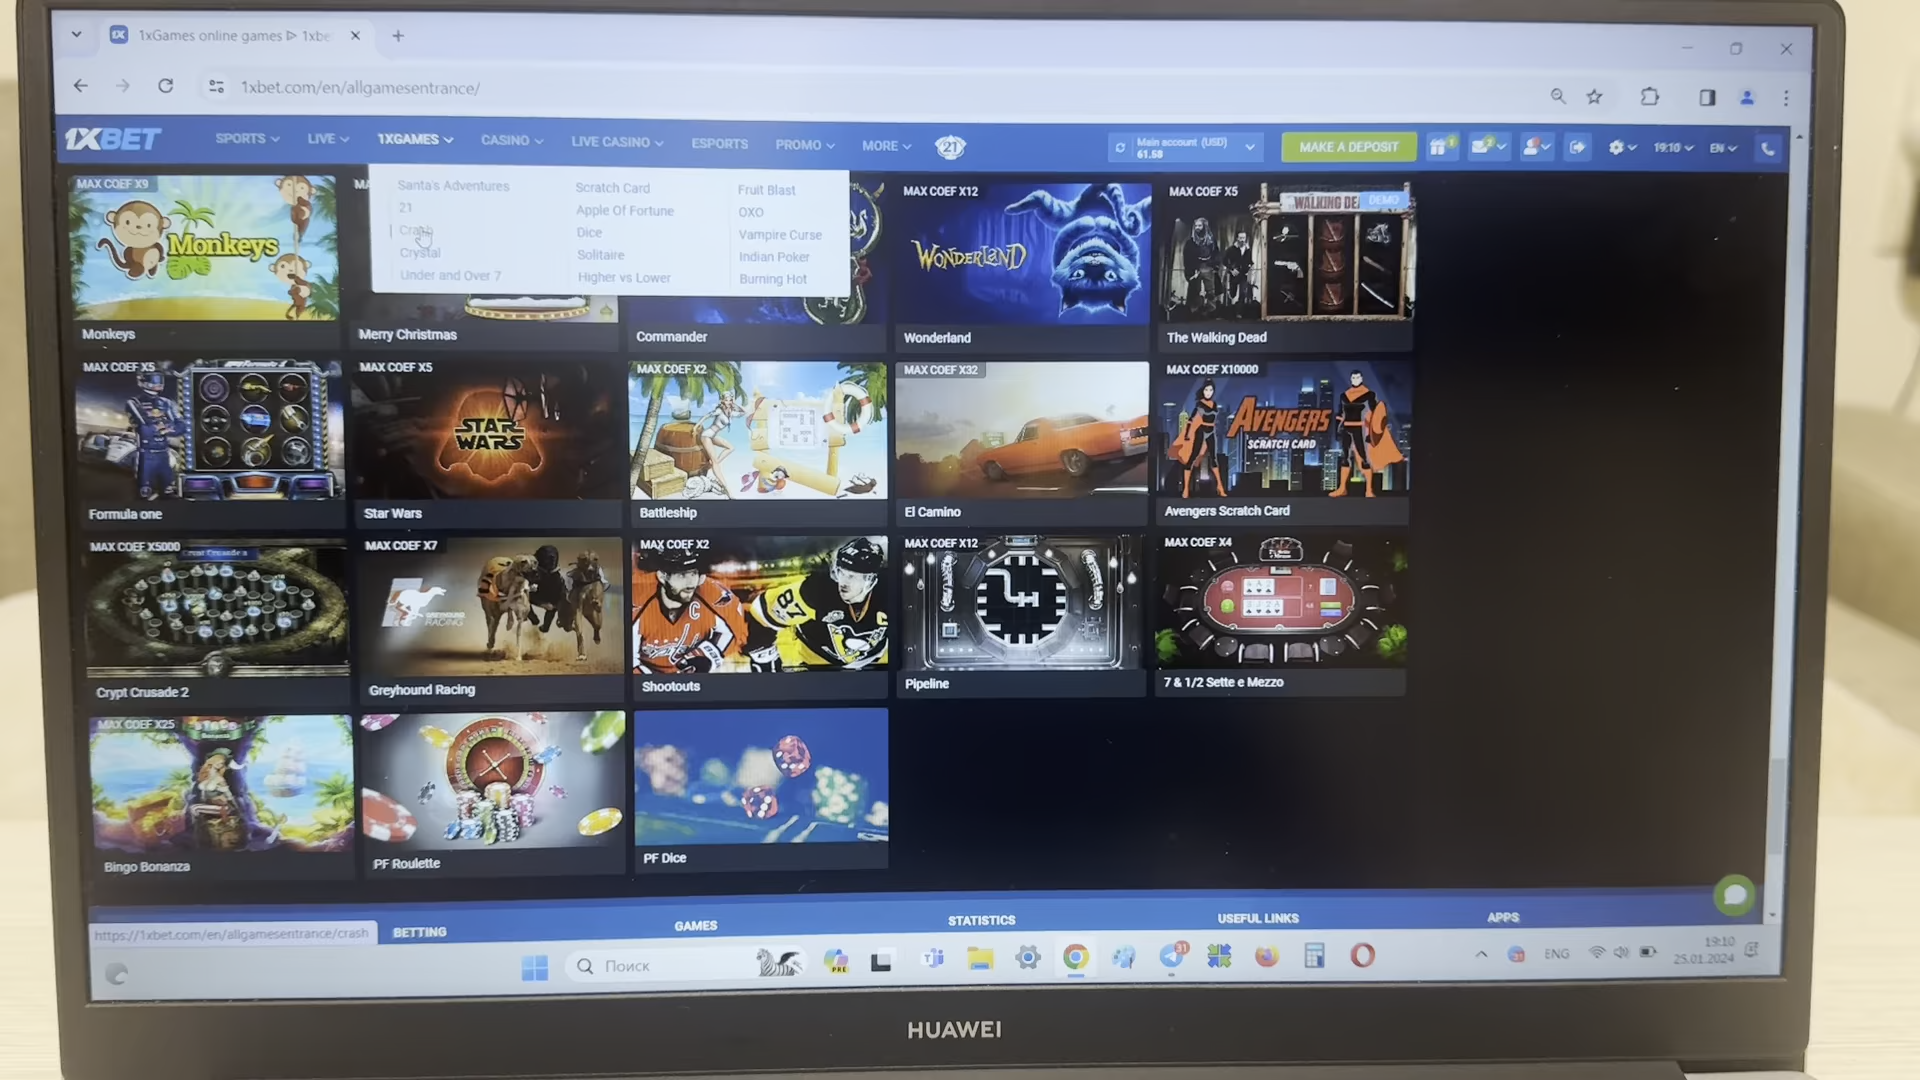 1xGames online games ᐉ 1xbe
1xbet.com/en/allgamesentrance/
1XBET
SPORTS
LIVE
1XGAMES
CASINO
LIVE CASINO
ESPORTS
PROMO
MORE
21
Main account (USD)
61.58
MAKE A DEPOSIT
19:10
EN
Santa's Adventures
21
Crash
Crystal
Under and Over 7
Scratch Card
Apple Of Fortune
Dice
Solitaire
Higher vs Lower
Fruit Blast
OXO
Vampire Curse
Indian Poker
Burning Hot
MAX COEF X9
Monkeys
Monkeys
MA
Merry Christmas
Commander
MAX COEF X12
WONDERLAND
Wonderland
MAX COEF X5
WALKING DE
DEMO
The Walking Dead
MAX COEF X5
Formula one
MAX COEF X5
STAR
WARS
Star Wars
MAX COEF X2
Battleship
MAX COEF X32
El Camino
MAX COEF X10000
AVENGERS
SCRATCH CARD
Avengers Scratch Card
MAX COEF X5000
Crypt Crusade 2
MAX COEF X7
GREYHOUND
RACING
Greyhound Racing
MAX COEF X2
C
87
C
Shootouts
MAX COEF X12
Pipeline
MAX COEF X4
7 & 1/2 Sette e Mezzo
MAX COEF X25
Bingo Bonanza
PF Roulette
PF Dice
https://1xbet.com/en/allgamesentrance/crash
BETTING
GAMES
STATISTICS
USEFUL LINKS
APPS
Поиск
PRE
31
ENG
19:10
25.01.2024
HUAWEI